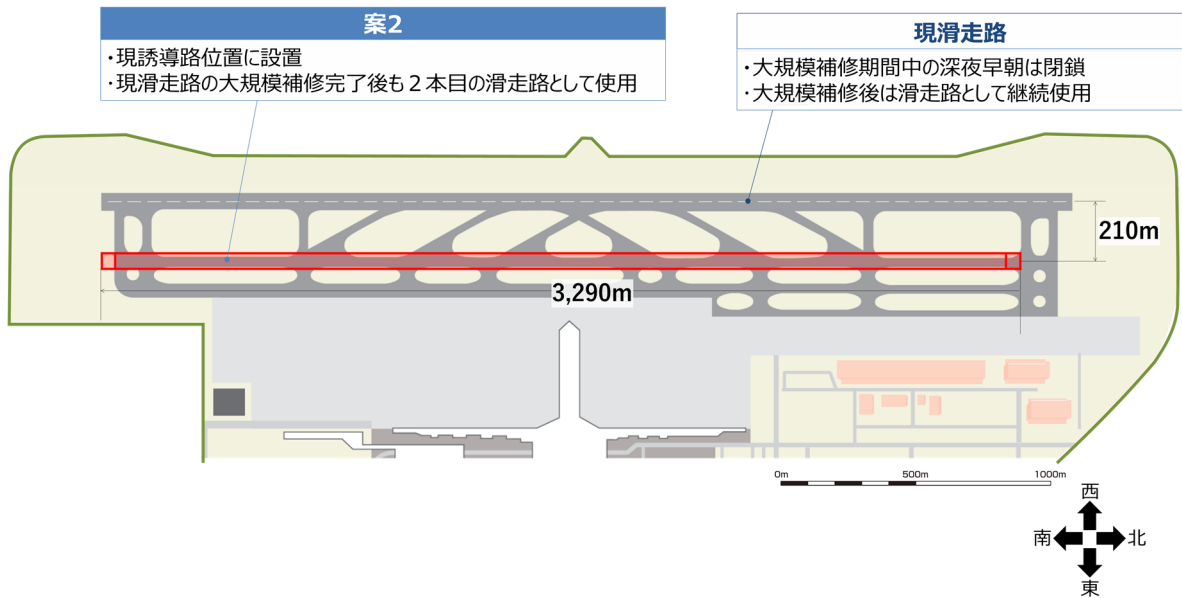 案2
・現誘導路位置に設置
・現滑走路の大規模補修完了後も２本目の滑走路として使用
現滑走路
・大規模補修期間中の深夜早朝は閉鎖
・大規模補修後は滑走路として継続使用
210m
3,290m
0m 500m 1000m
西
南 北
東